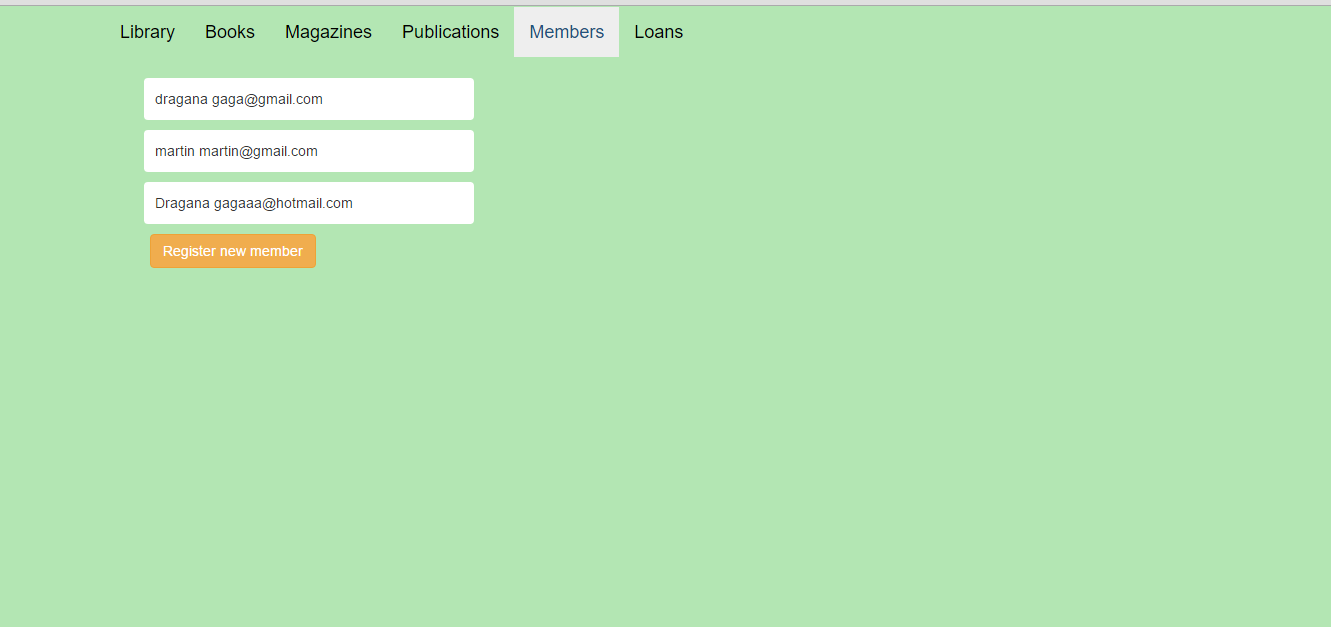 Library Books Magazines Publications Members Loans
dragana gaga@gmail.com
martin martin@gmail.com
Dragana gagaaa@hotmail.com
Register new member